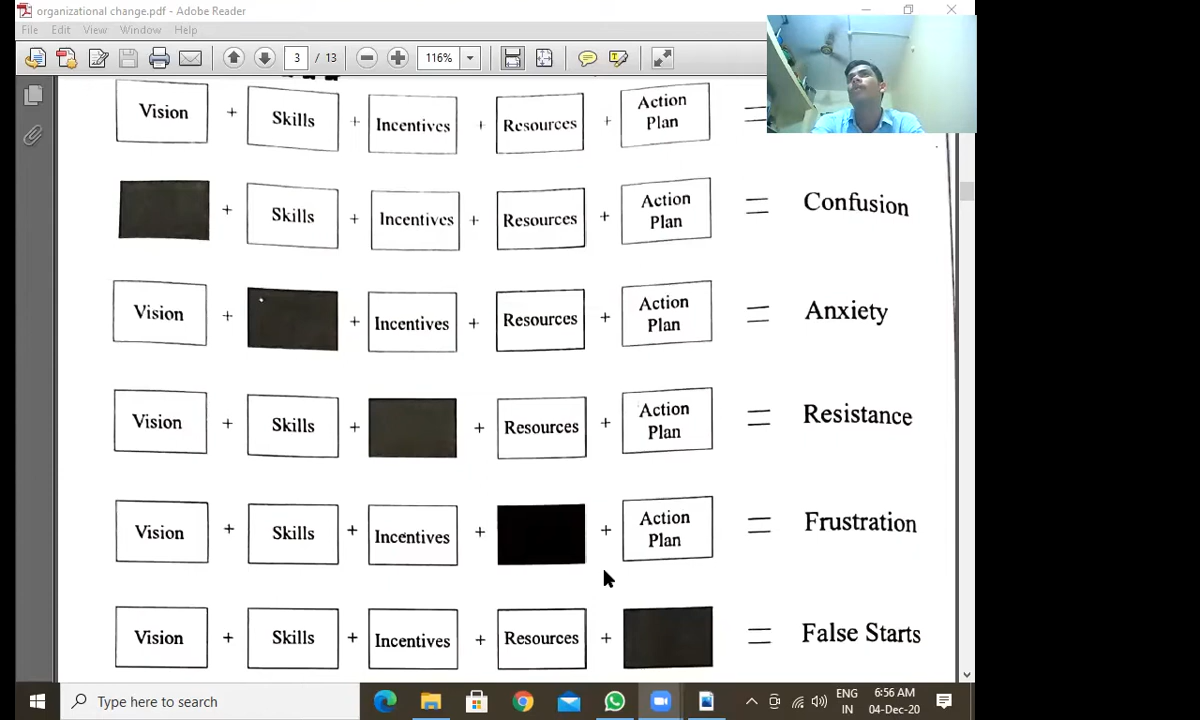 organizational change.pdf - Adobe Reader
File Edit View Window Help
3 / 13 116%
Vision + Skills + Incentives + Resources + Action Plan =
+ Skills + Incentives + Resources + Action Plan = Confusion
Vision + + Incentives + Resources + Action Plan = Anxiety
Vision + Skills + + Resources + Action Plan = Resistance
Vision + Skills + Incentives + + Action Plan = Frustration
Vision + Skills + Incentives + Resources + = False Starts
Type here to search
ENG 6:56 AM
IN 04-Dec-20